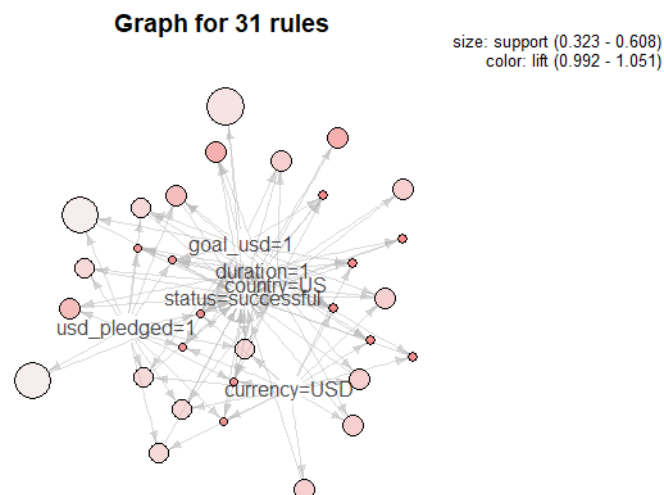 Graph for 31 rules
size: support (0.323 - 0.608)
color: lift (0.992 - 1.051)
goal_usd=1
duration=1
country=US
status=successful
usd_pledged=1
currency=USD